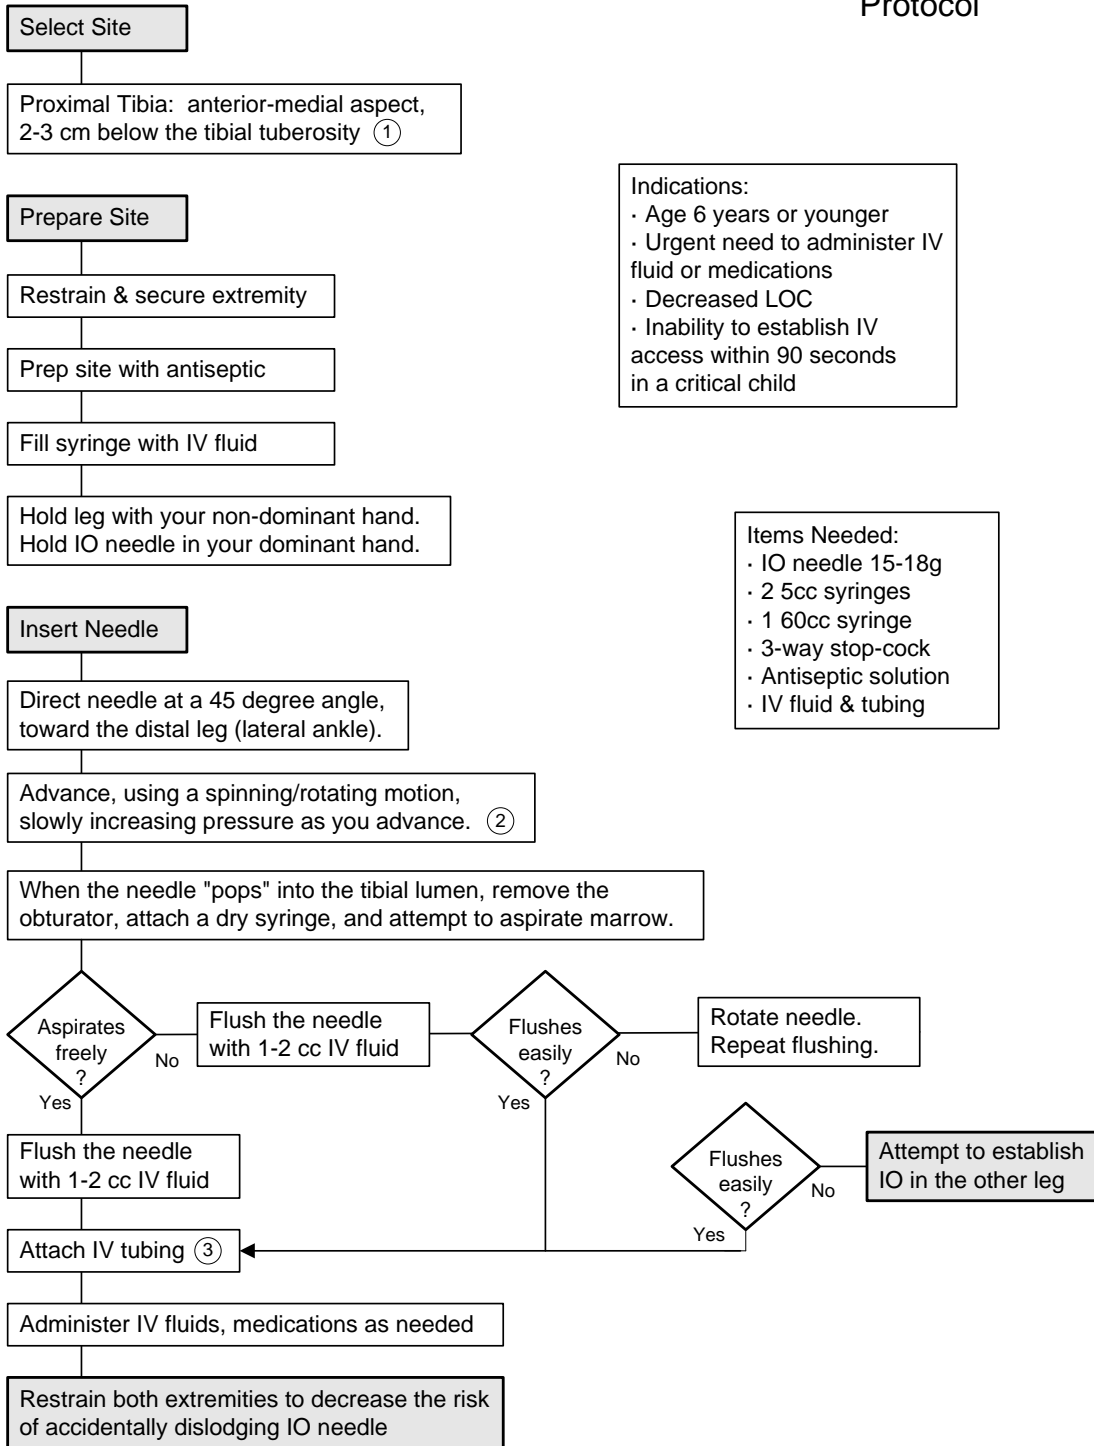 Protocol
Select Site
Proximal Tibia: anterior-medial aspect,
2-3 cm below the tibial tuberosity 1
Prepare Site
Restrain & secure extremity
Prep site with antiseptic
Fill syringe with IV fluid
Hold leg with your non-dominant hand.
Hold IO needle in your dominant hand.
Indications:
· Age 6 years or younger
· Urgent need to administer IV
fluid or medications
· Decreased LOC
· Inability to establish IV
access within 90 seconds
in a critical child
Items Needed:
· IO needle 15-18g
· 2 5cc syringes
· 1 60cc syringe
· 3-way stop-cock
· Antiseptic solution
· IV fluid & tubing
Insert Needle
Direct needle at a 45 degree angle,
toward the distal leg (lateral ankle).
Advance, using a spinning/rotating motion,
slowly increasing pressure as you advance. 2
When the needle "pops" into the tibial lumen, remove the
obturator, attach a dry syringe, and attempt to aspirate marrow.
Aspirates
freely
?
No
Yes
Flush the needle
with 1-2 cc IV fluid
Flushes
easily
?
No
Yes
Rotate needle.
Repeat flushing.
Flush the needle
with 1-2 cc IV fluid
Flushes
easily
?
No
Yes
Attempt to establish
IO in the other leg
Attach IV tubing 3
Administer IV fluids, medications as needed
Restrain both extremities to decrease the risk
of accidentally dislodging IO needle